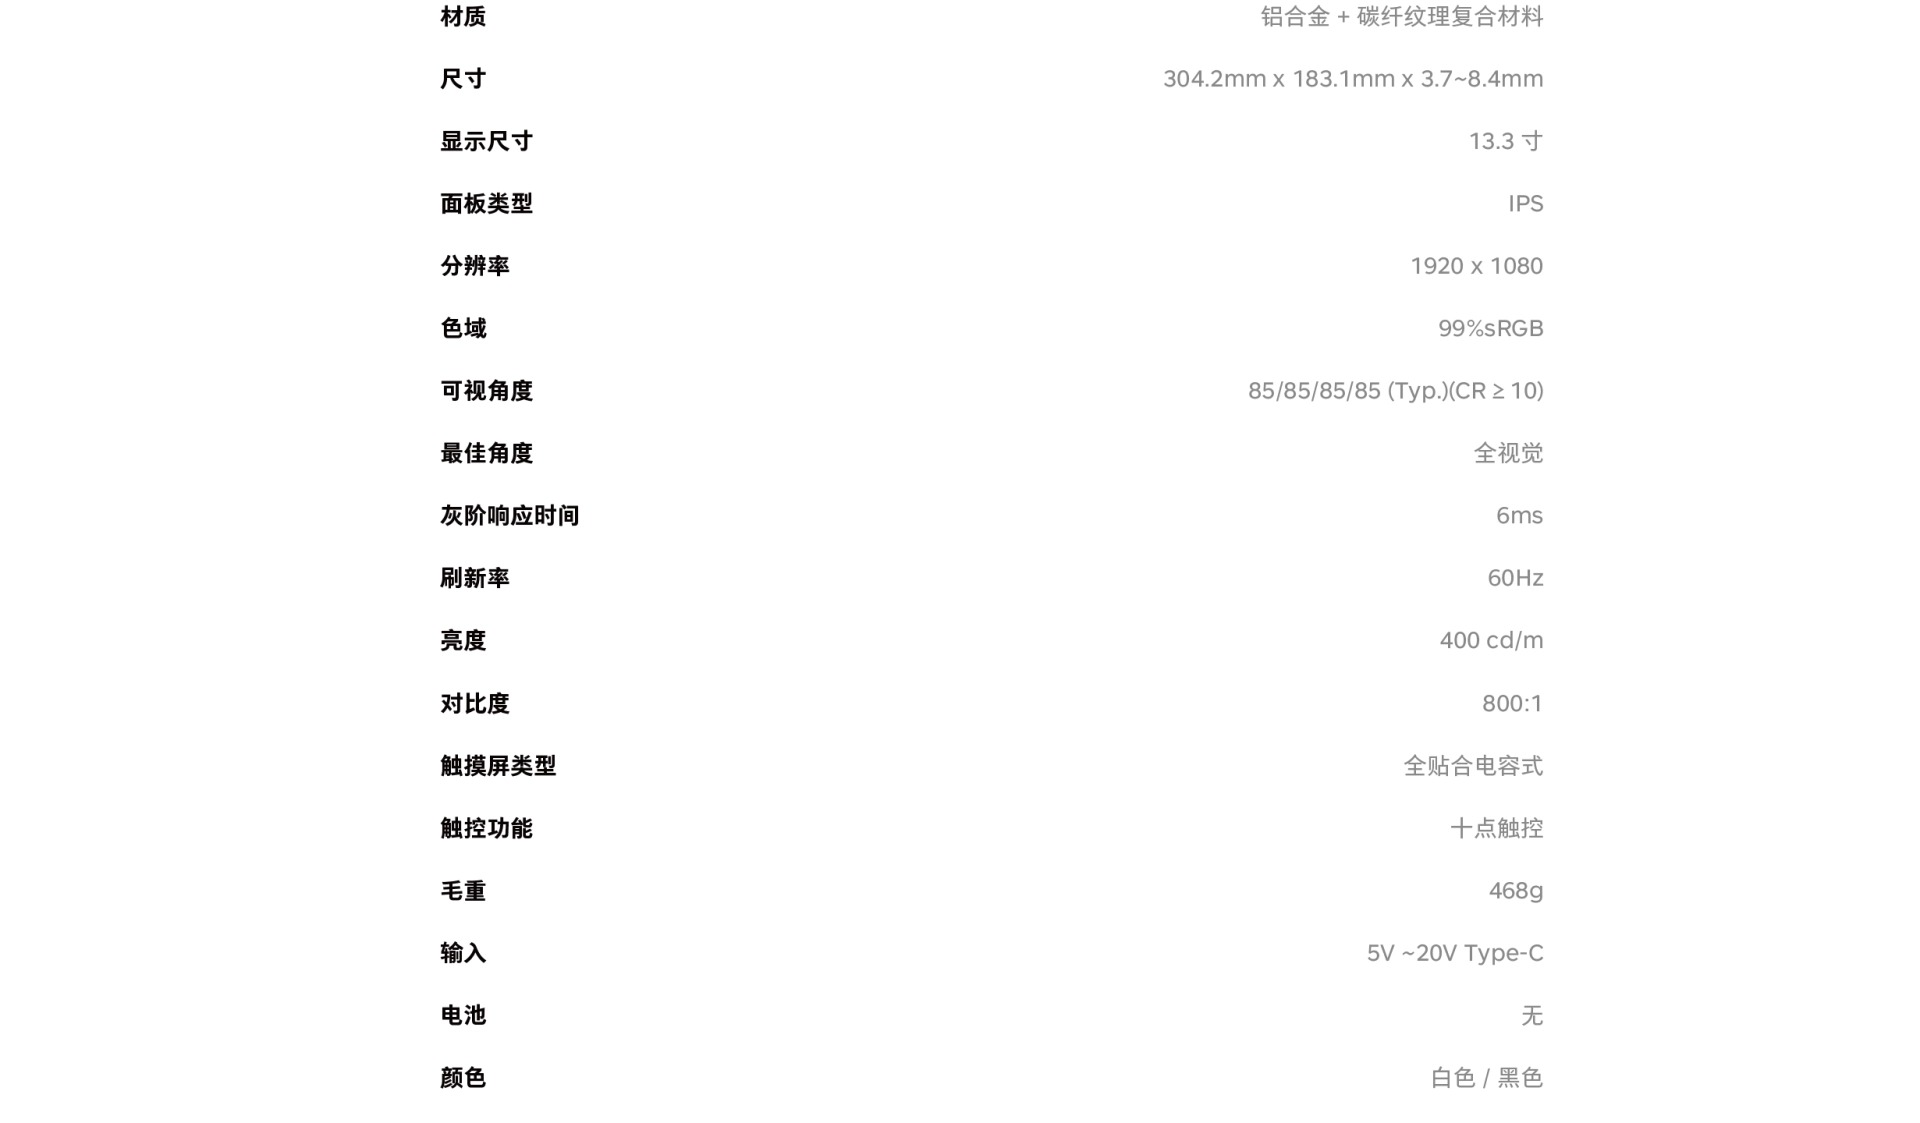 材质 铝合金 + 碳纤纹理复合材料
尺寸 304.2mm x 183.1mm x 3.7~8.4mm
显示尺寸 13.3 寸
面板类型 IPS
分辨率 1920 x 1080
色域 99%sRGB
可视角度 85/85/85/85 (Typ.)(CR ≥ 10)
最佳角度 全视觉
灰阶响应时间 6ms
刷新率 60Hz
亮度 400 cd/m
对比度 800:1
触摸屏类型 全贴合电容式
触控功能 十点触控
毛重 468g
输入 5V ~20V Type-C
电池 无
颜色 白色 / 黑色